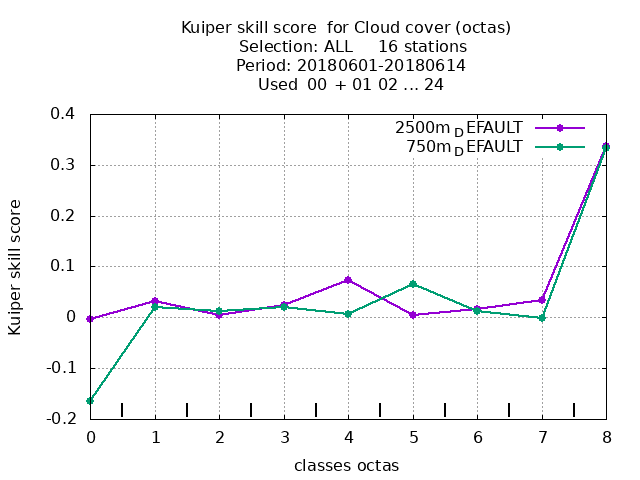 Kuiper skill score for Cloud cover (octas)
Selection: ALL 16 stations
Period: 20180601-20180614
Used 00 + 01 02 ... 24
2500m_DEFAULT
750m_DEFAULT
Kuiper skill score
0.4
0.3
0.2
0.1
0
-0.1
-0.2
0 1 2 3 4 5 6 7 8
classes octas